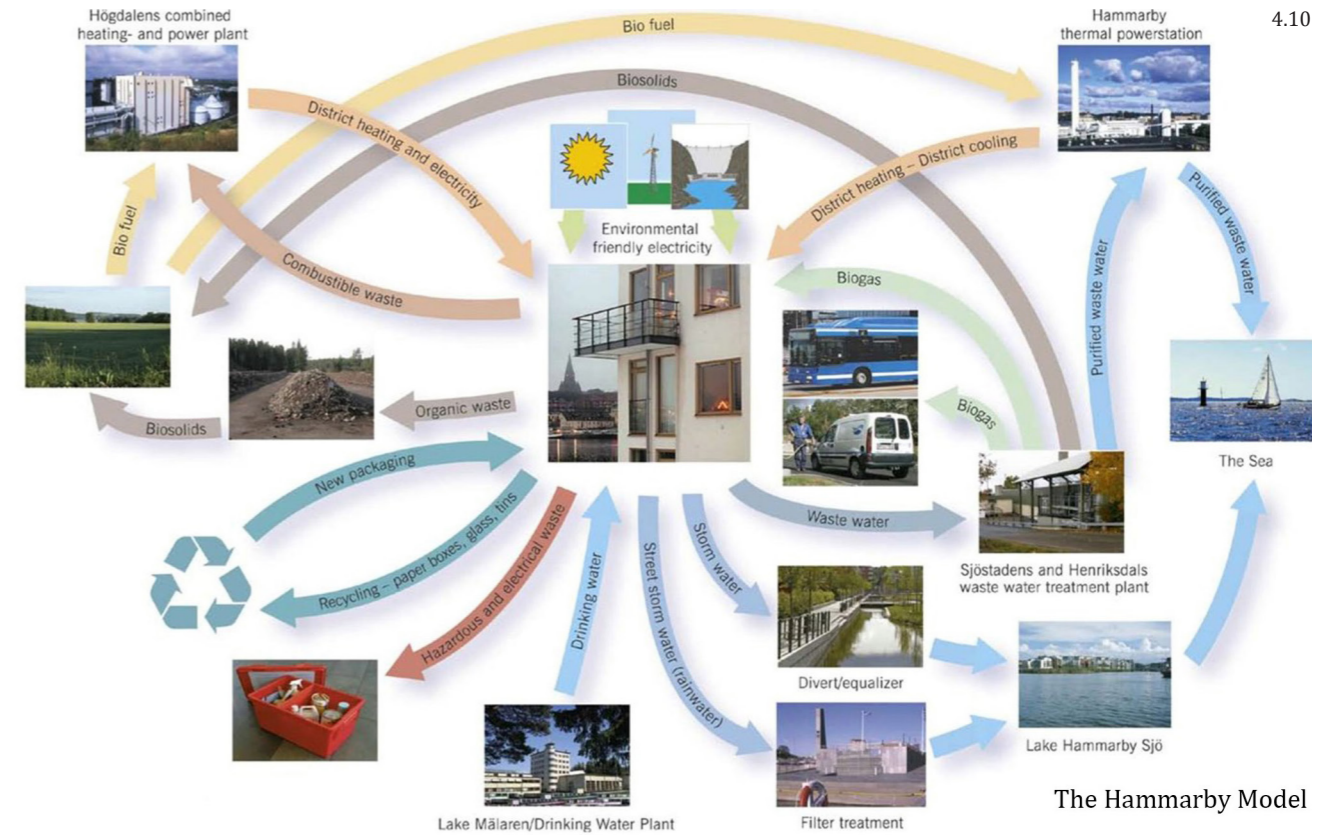 Högdalens combined
heating- and power plant
Bio fuel
Hammarby
thermal powerstation
4.10
Biosolids
District heating and electricity
District heating – District cooling
Environmental
friendly electricity
Bio fuel
Combustible waste
Biogas
Purified waste water
Purified waste water
Organic waste
Biosolids
Biogas
The Sea
New packaging
Recycling – paper boxes, glass, tins
Hazardous and electrical waste
Drinking water
Street storm water (rainwater)
Storm water
Waste water
Sjöstadens and Henriksdals
waste water treatment plant
Divert/equalizer
Lake Hammarby Sjö
Lake Mälaren/Drinking Water Plant
Filter treatment
The Hammarby Model